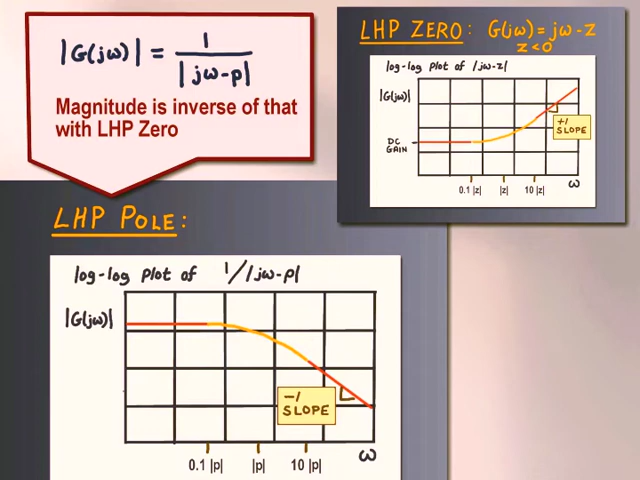 |G(jω)| = 1 / |jω-p|
Magnitude is inverse of that
with LHP Zero
LHP ZERO: G(jω) = jω - z
z < 0
log-log plot of |jω-z|
|G(jω)|
+1
SLOPE
DC
GAIN
0.1 |z| |z| 10 |z| ω
LHP POLE:
log-log plot of 1/|jω-p|
|G(jω)|
-1
SLOPE
0.1 |p| |p| 10 |p| ω